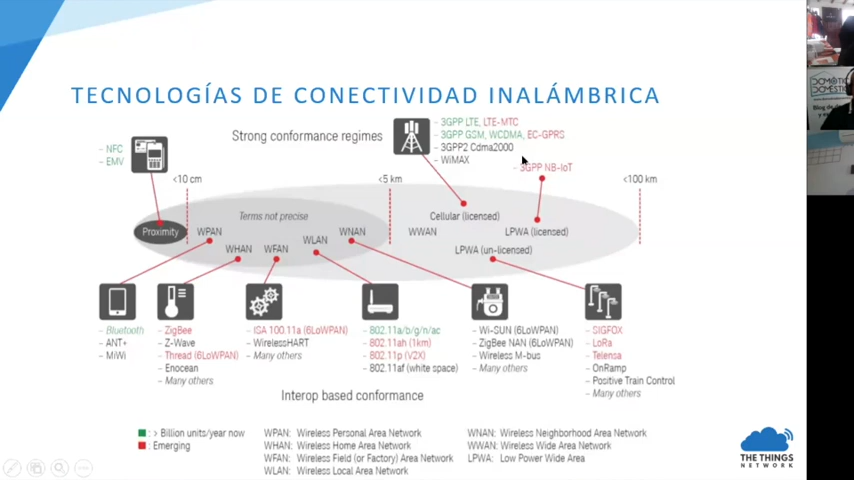 TECNOLOGÍAS DE CONECTIVIDAD INALÁMBRICA
Strong conformance regimes
- NFC
- EMV
- 3GPP LTE, LTE-MTC
- 3GPP GSM, WCDMA, EC-GPRS
- 3GPP2 Cdma2000
- WiMAX
- 3GPP NB-IoT
<10 cm
<5 km
<100 km
Terms not precise
Proximity
WPAN
WHAN
WFAN
WLAN
WNAN
Cellular (licensed)
WWAN
LPWA (licensed)
LPWA (un-licensed)
- Bluetooth
- ANT+
- MiWi
- ZigBee
- Z-Wave
- Thread (6LoWPAN)
- Enocean
- Many others
- ISA 100.11a (6LoWPAN)
- WirelessHART
- Many others
- 802.11a/b/g/n/ac
- 802.11ah (1km)
- 802.11p (V2X)
- 802.11af (white space)
- Wi-SUN (6LoWPAN)
- ZigBee NAN (6LoWPAN)
- Wireless M-bus
- Many others
- SIGFOX
- LoRa
- Telensa
- OnRamp
- Positive Train Control
- Many others
Interop based conformance
: > Billion units/year now
: Emerging
WPAN: Wireless Personal Area Network
WHAN: Wireless Home Area Network
WFAN: Wireless Field (or Factory) Area Network
WLAN: Wireless Local Area Network
WNAN: Wireless Neighborhood Area Network
WWAN: Wireless Wide Area Network
LPWA: Low Power Wide Area
THE THINGS
NETWORK